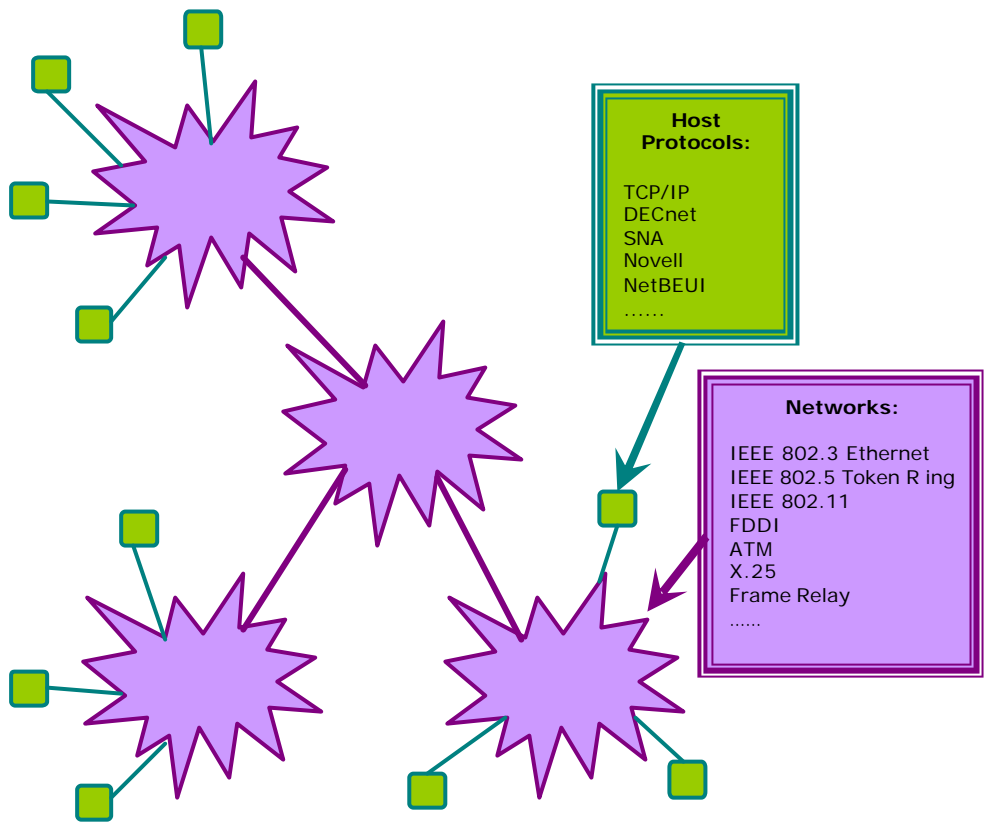 Host
Protocols:
TCP/IP
DECnet
SNA
Novell
NetBEUI
......
Networks:
IEEE 802.3 Ethernet
IEEE 802.5 Token R ing
IEEE 802.11
FDDI
ATM
X.25
Frame Relay
......